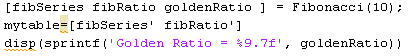 [fibSeries fibRatio goldenRatio ] = Fibonacci(10);
mytable=[fibSeries' fibRatio']
disp(sprintf('Golden Ratio = %9.7f', goldenRatio))